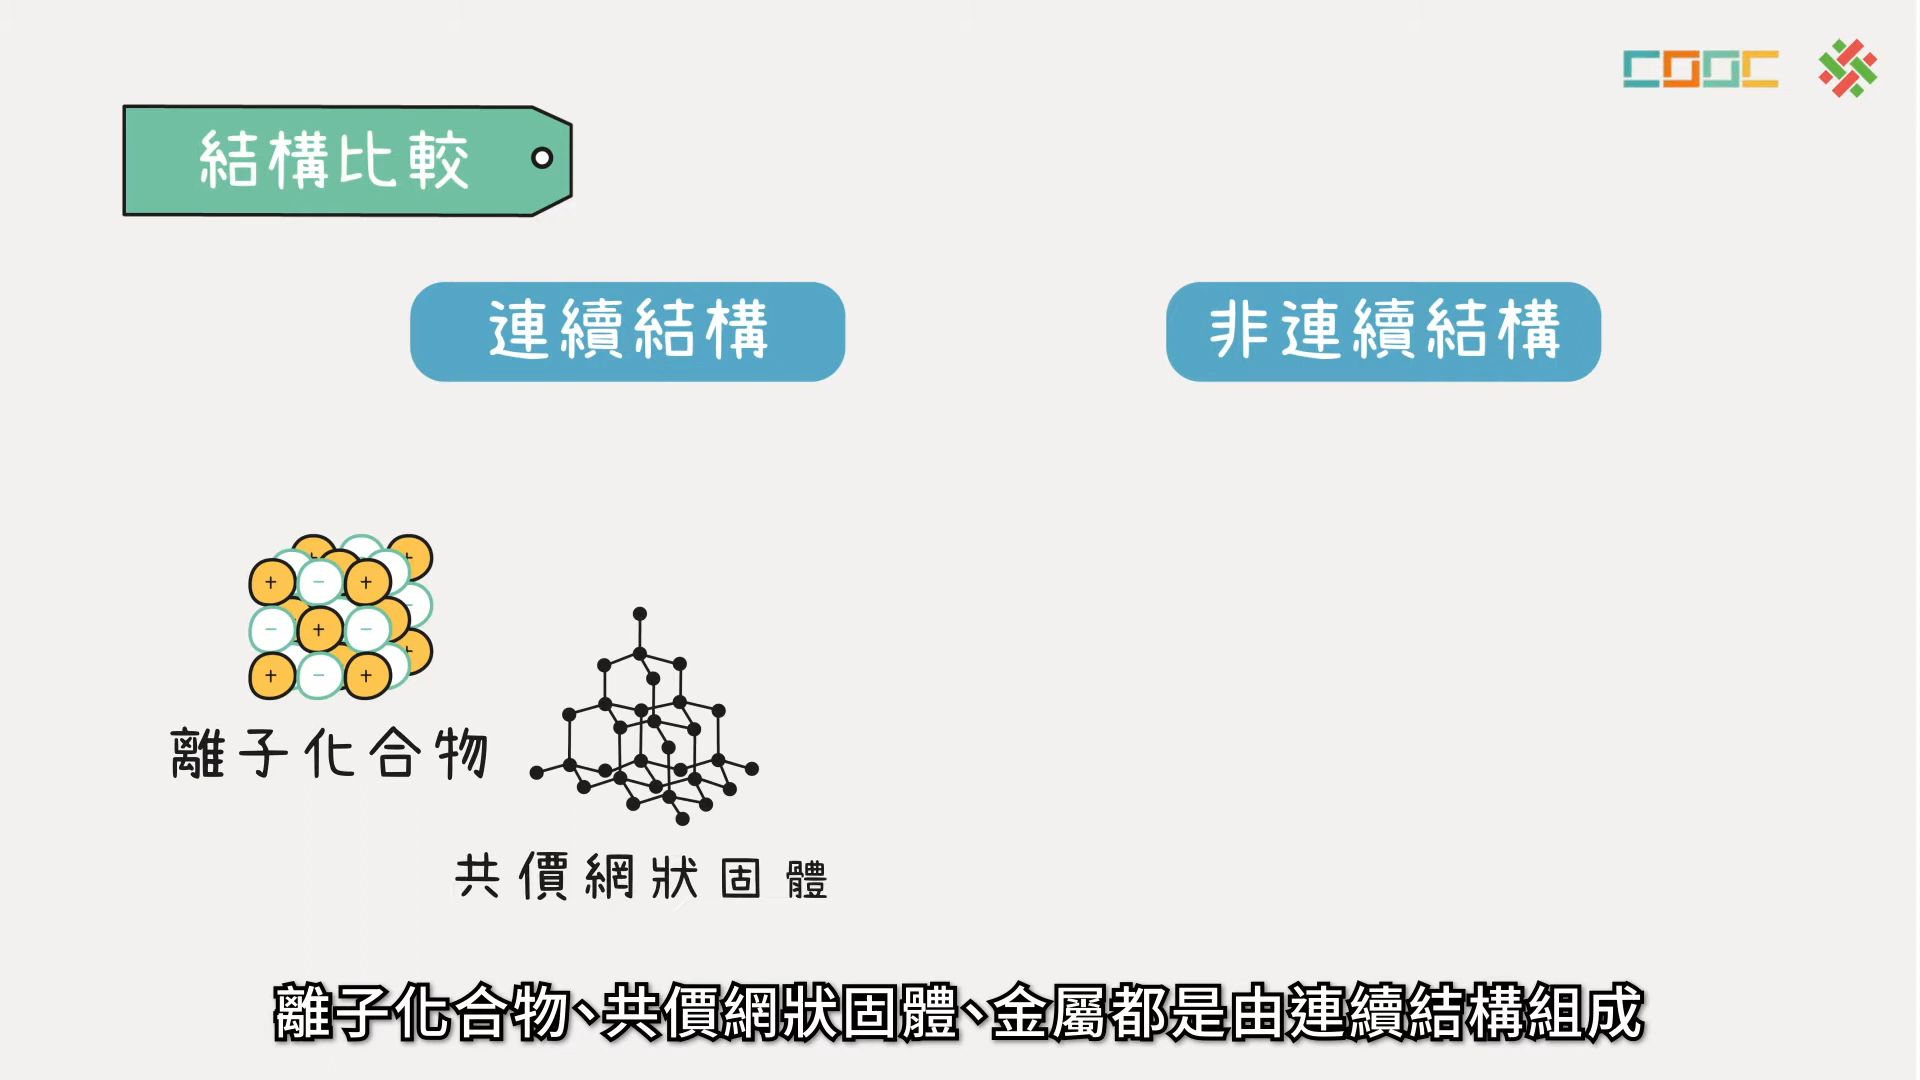 COOC
結構比較
連續結構
非連續結構
+ − +
− + −
+ − +
離子化合物
共價網狀固體
離子化合物、共價網狀固體、金屬都是由連續結構組成